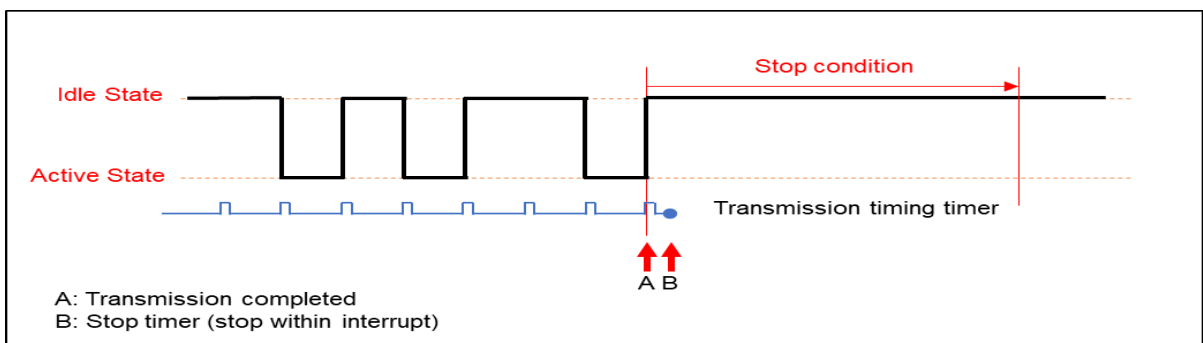 Stop condition
Idle State
Active State
Transmission timing timer
A B
A: Transmission completed
B: Stop timer (stop within interrupt)